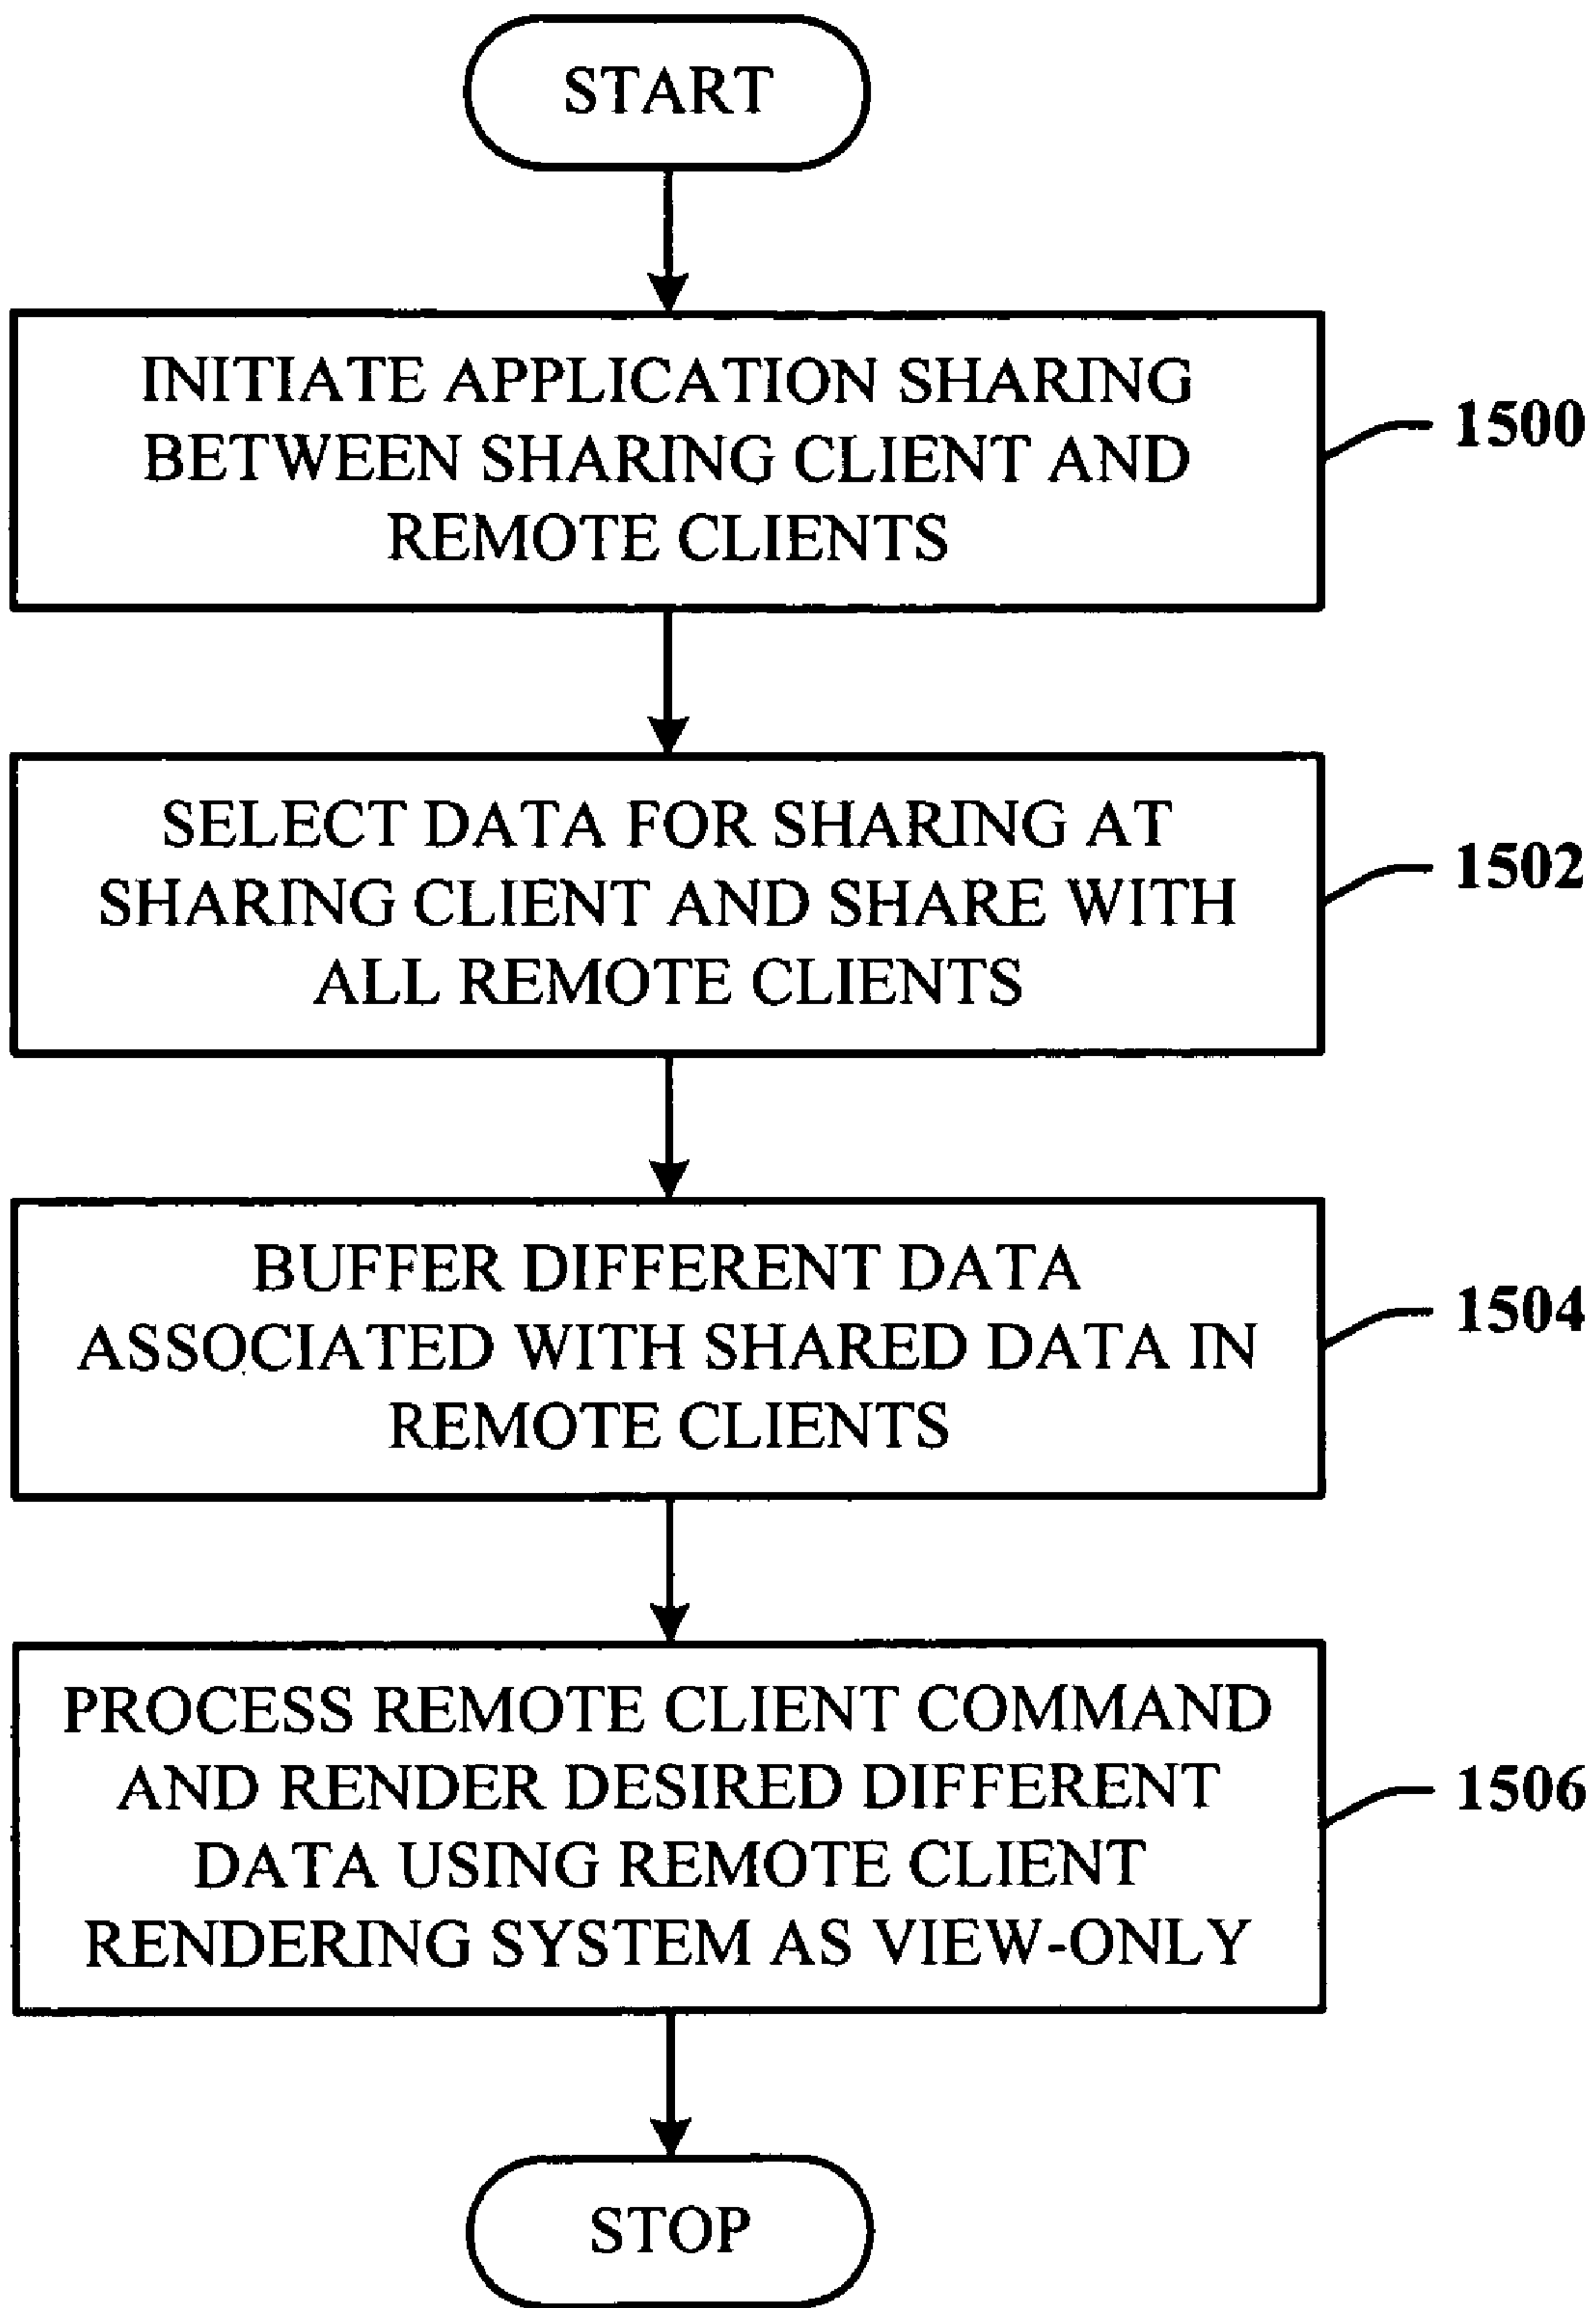 START
INITIATE APPLICATION SHARING
BETWEEN SHARING CLIENT AND
REMOTE CLIENTS
1500
SELECT DATA FOR SHARING AT
SHARING CLIENT AND SHARE WITH
ALL REMOTE CLIENTS
1502
BUFFER DIFFERENT DATA
ASSOCIATED WITH SHARED DATA IN
REMOTE CLIENTS
1504
PROCESS REMOTE CLIENT COMMAND
AND RENDER DESIRED DIFFERENT
DATA USING REMOTE CLIENT
RENDERING SYSTEM AS VIEW-ONLY
1506
STOP